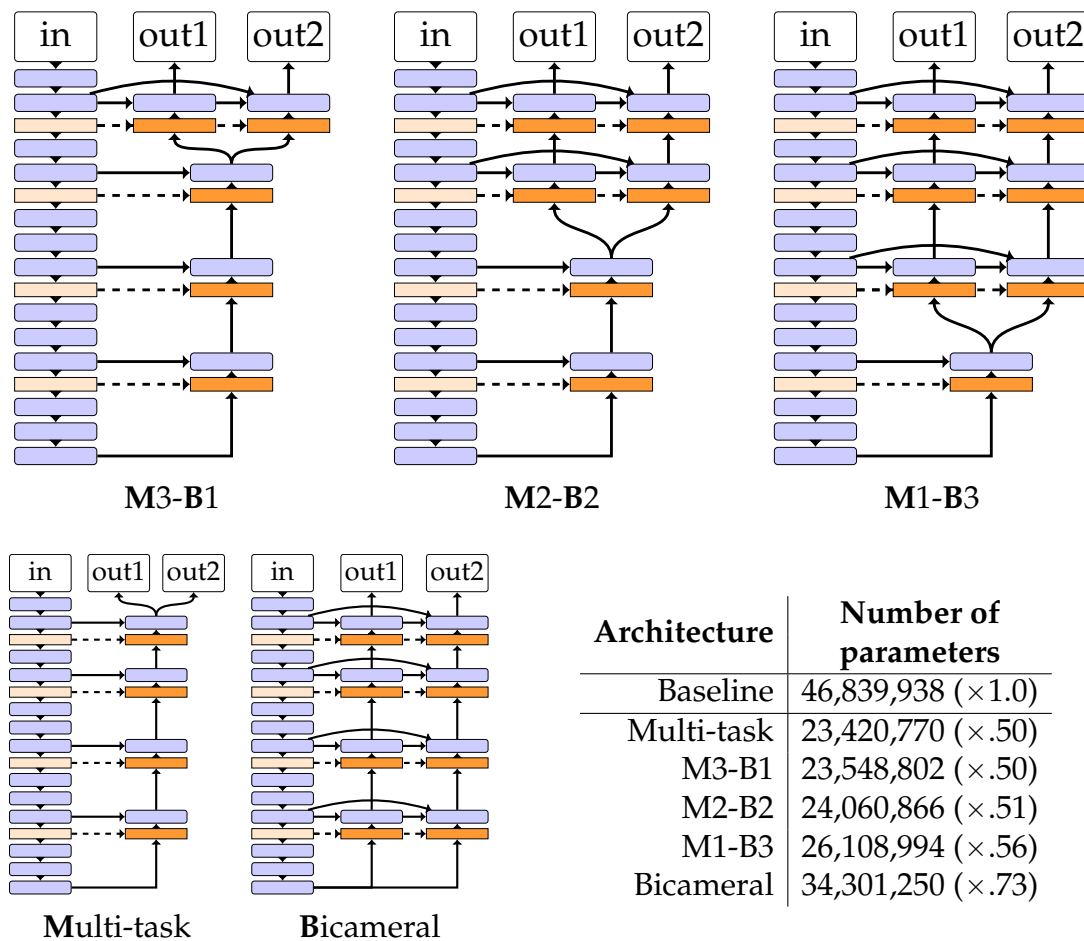 in out1 out2 in out1 out2 in out1 out2
M3-B1 M2-B2 M1-B3
in out1 out2 in out1 out2
Multi-task Bicameral
Architecture Number of parameters
Baseline 46,839,938 (×1.0)
Multi-task 23,420,770 (×.50)
M3-B1 23,548,802 (×.50)
M2-B2 24,060,866 (×.51)
M1-B3 26,108,994 (×.56)
Bicameral 34,301,250 (×.73)